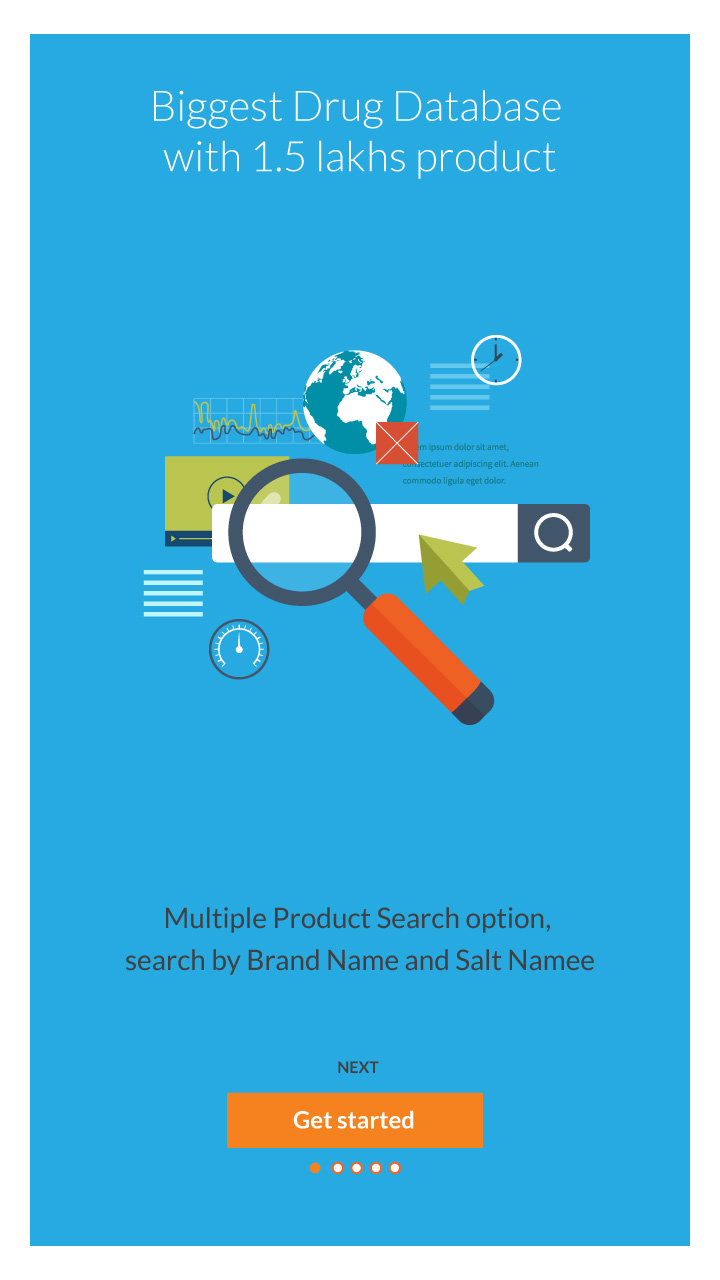 Biggest Drug Database
with 1.5 lakhs product
ipsum dolor sit amet,
adipiscing elit. Aenean
commodo ligula eget dolor.
Multiple Product Search option,
search by Brand Name and Salt Namee
NEXT
Get started